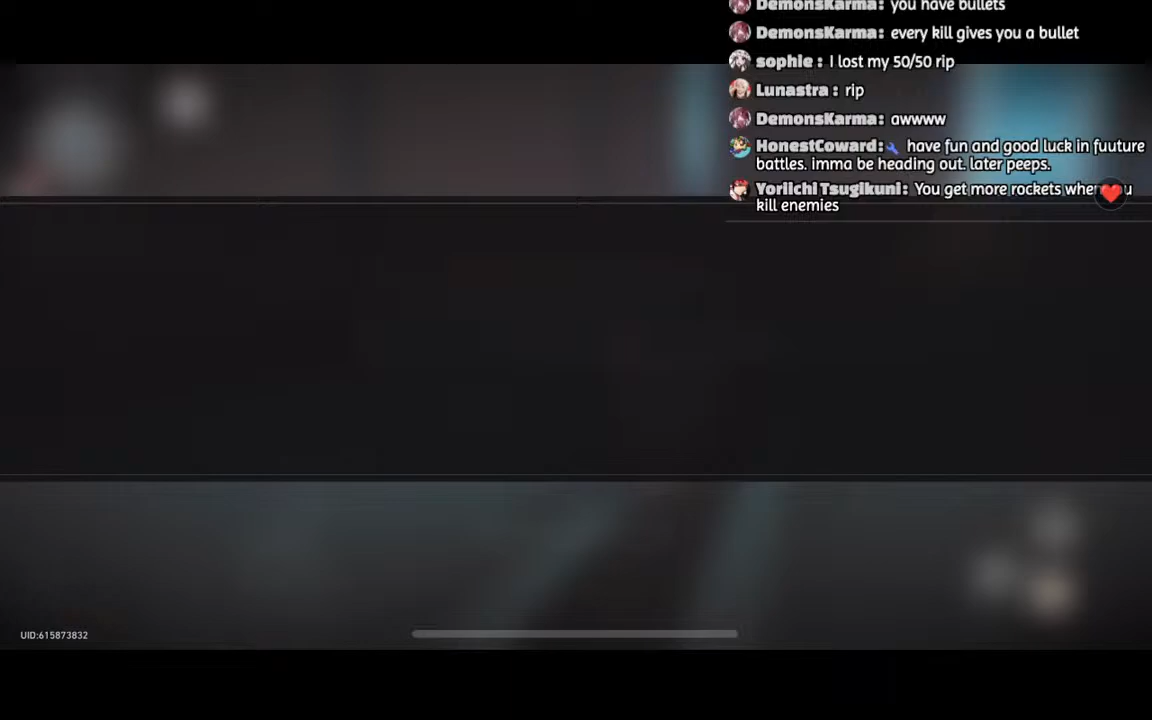 DemonsKarma: you have bullets
DemonsKarma: every kill gives you a bullet
sophie : I lost my 50/50 rip
Lunastra : rip
DemonsKarma: awwww
HonestCoward: have fun and good luck in fuuture
battles. imma be heading out. later peeps.
Yoriichi Tsugikuni: You get more rockets when u
kill enemies
UID:615873832